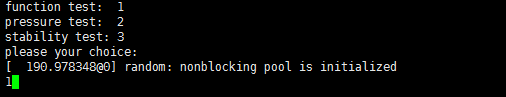 function test:  1
pressure test:  2
stability test: 3
please your choice:
[  190.978348@0] random: nonblocking pool is initialized
1